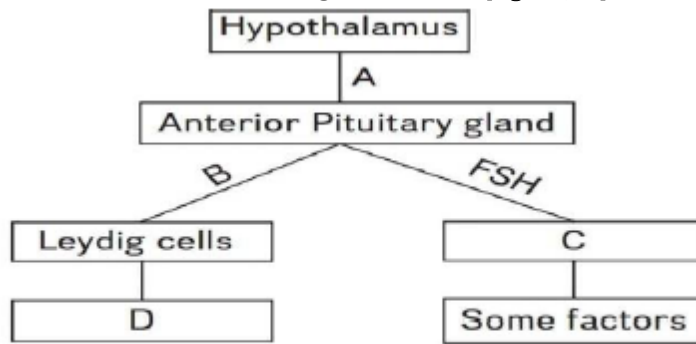 Hypothalamus
A
Anterior Pituitary gland
B
FSH
Leydig cells
C
D
Some factors